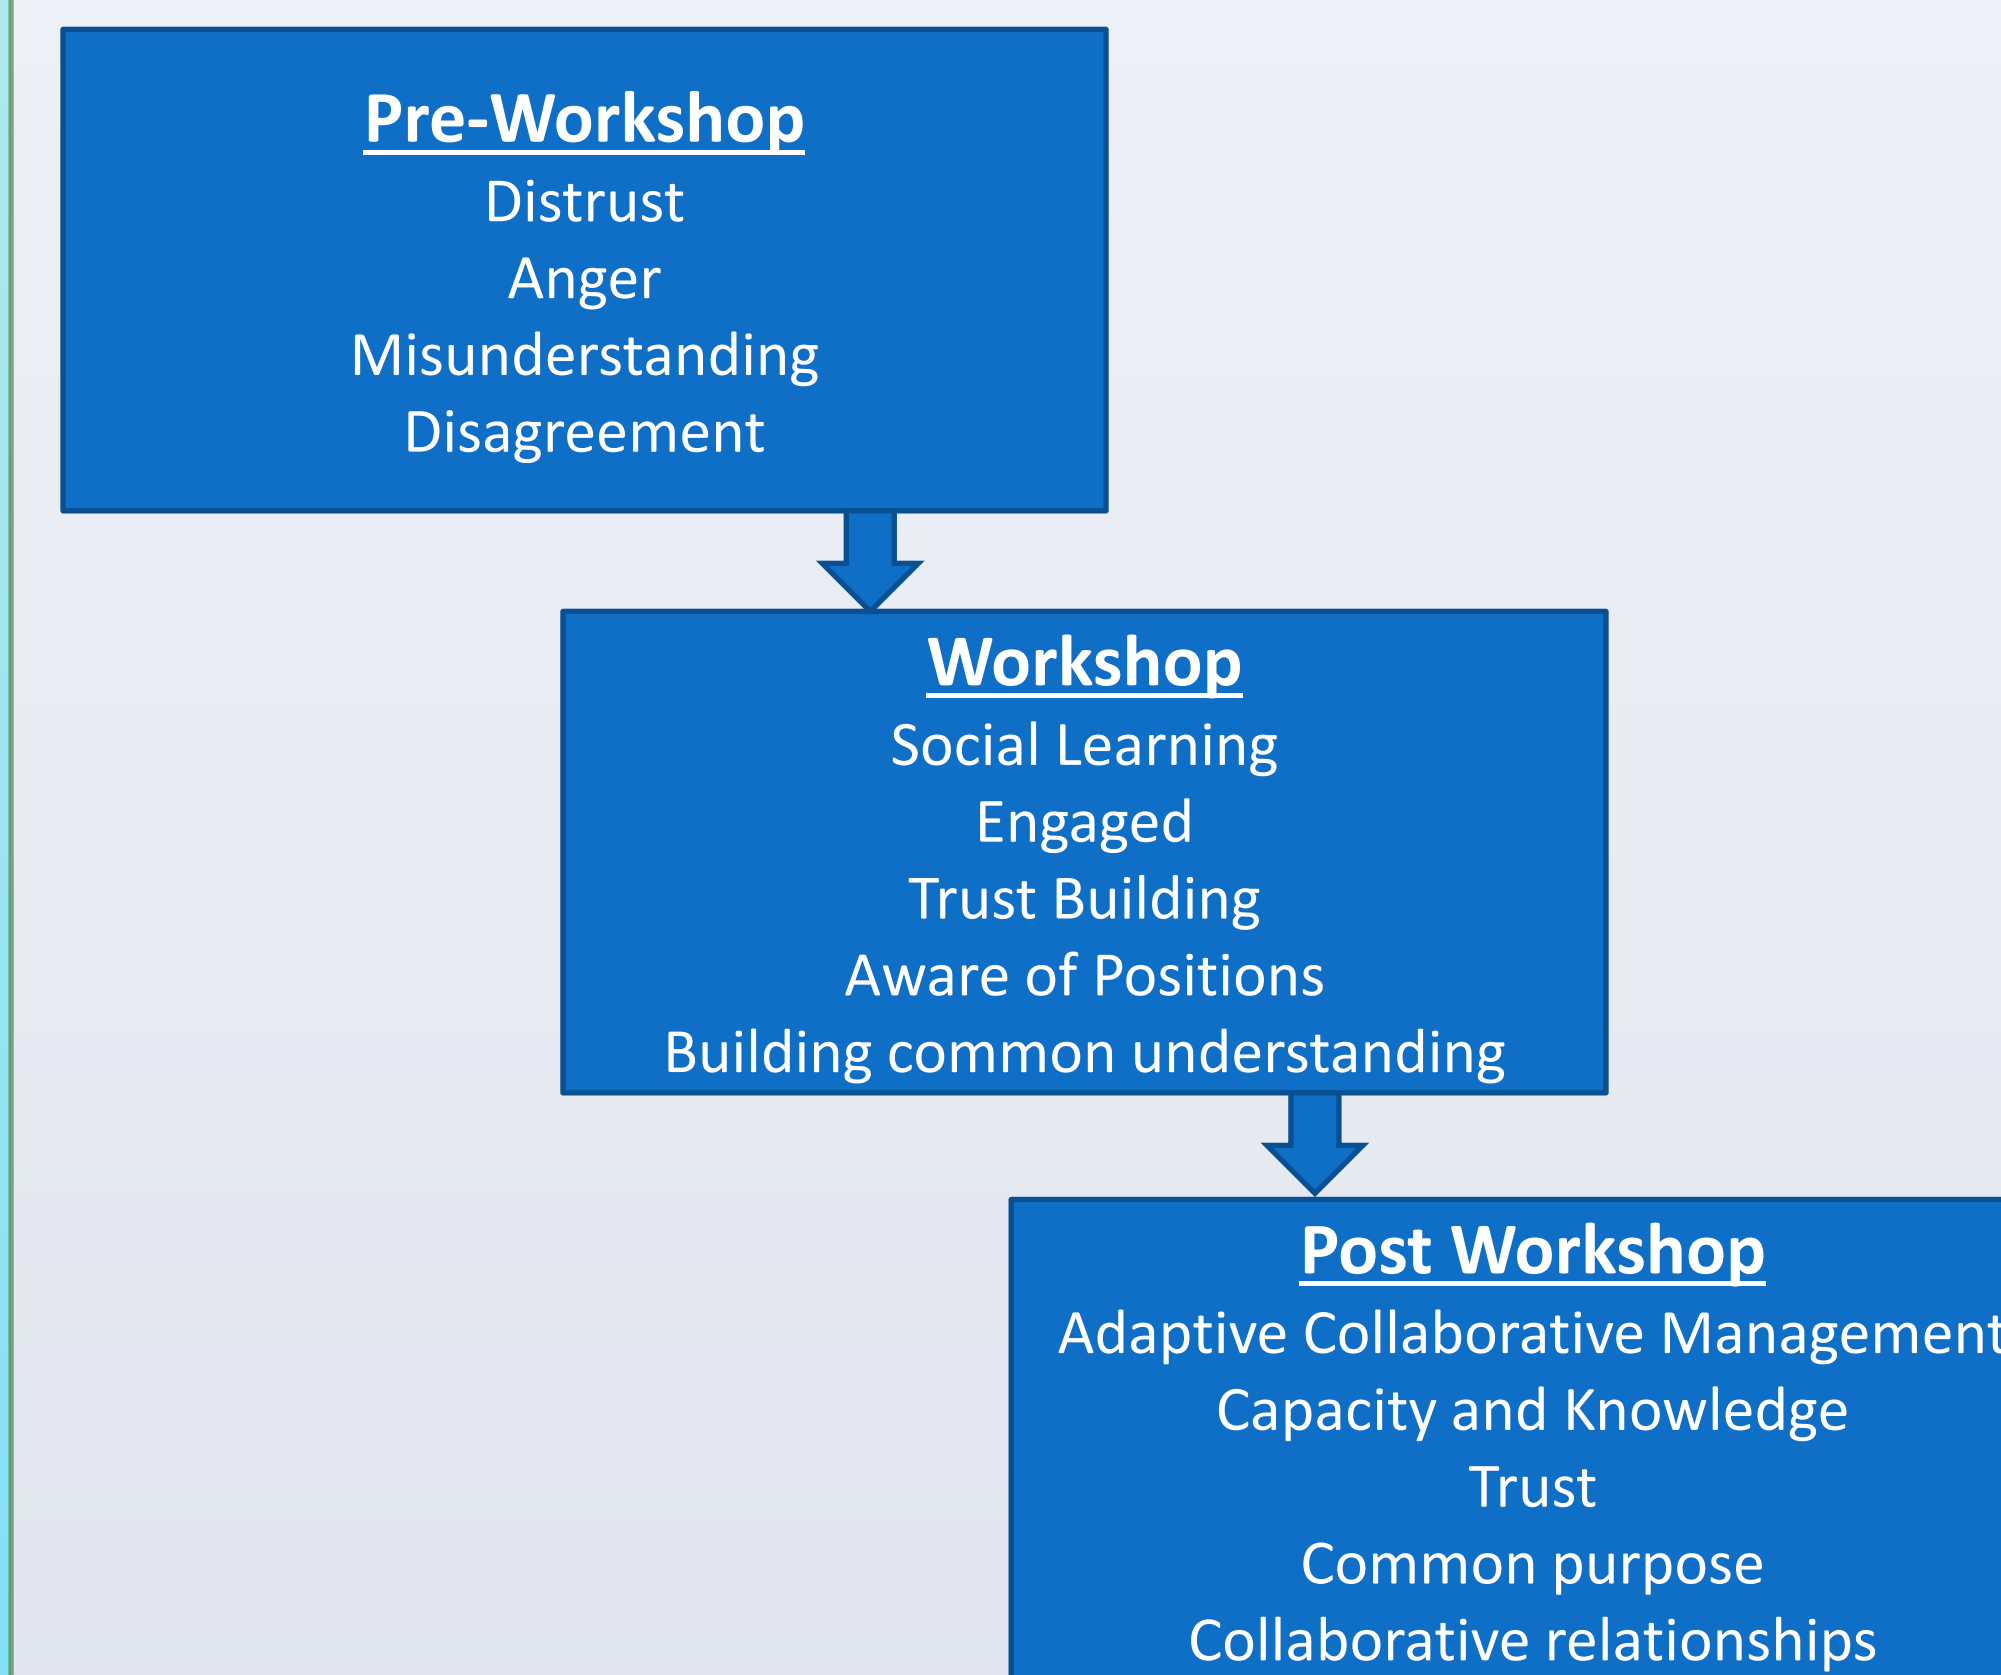 Pre-Workshop
Distrust
Anger
Misunderstanding
Disagreement
Workshop
Social Learning
Engaged
Trust Building
Aware of Positions
Building common understanding
Post Workshop
Adaptive Collaborative Management
Capacity and Knowledge
Trust
Common purpose
Collaborative relationships